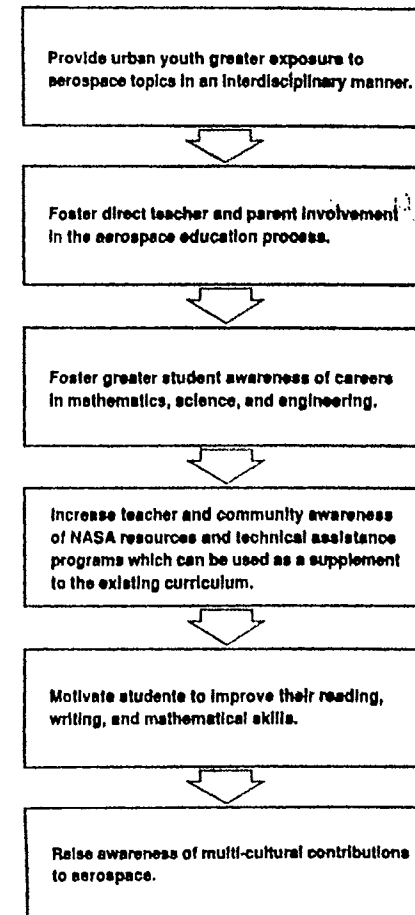 Provide urban youth greater exposure to
aerospace topics in an interdisciplinary manner.
Foster direct teacher and parent involvement
in the aerospace education process.
Foster greater student awareness of careers
in mathematics, science, and engineering.
Increase teacher and community awareness
of NASA resources and technical assistance
programs which can be used as a supplement
to the existing curriculum.
Motivate students to improve their reading,
writing, and mathematical skills.
Raise awareness of multi-cultural contributions
to aerospace.